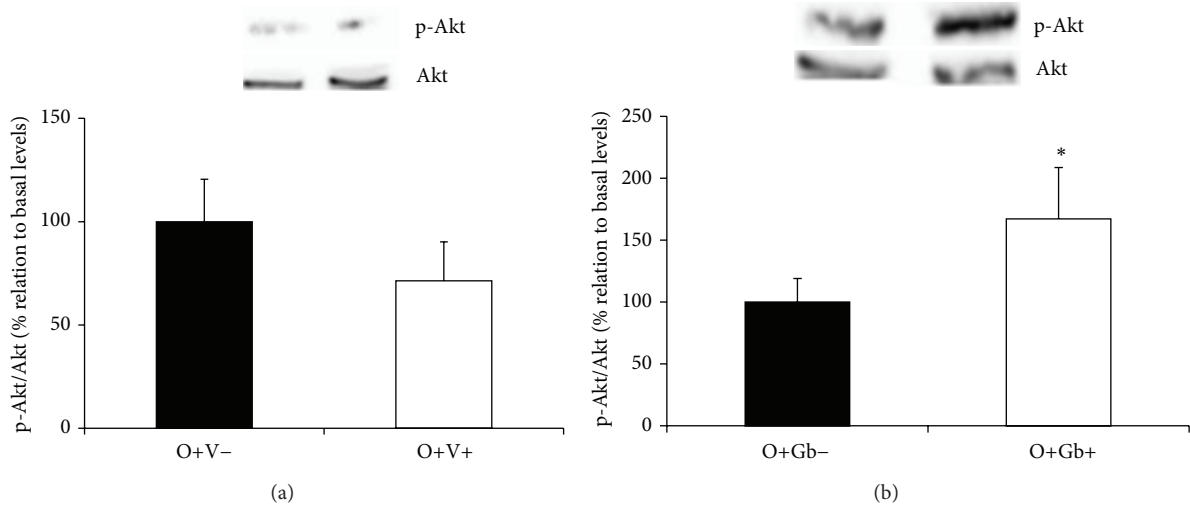 p-Akt
Akt
p-Akt/Akt (% relation to basal levels)
150
100
50
0
O+V−
O+V+
(a)
p-Akt
Akt
p-Akt/Akt (% relation to basal levels)
250
200
150
100
50
0
*
O+Gb−
O+Gb+
(b)